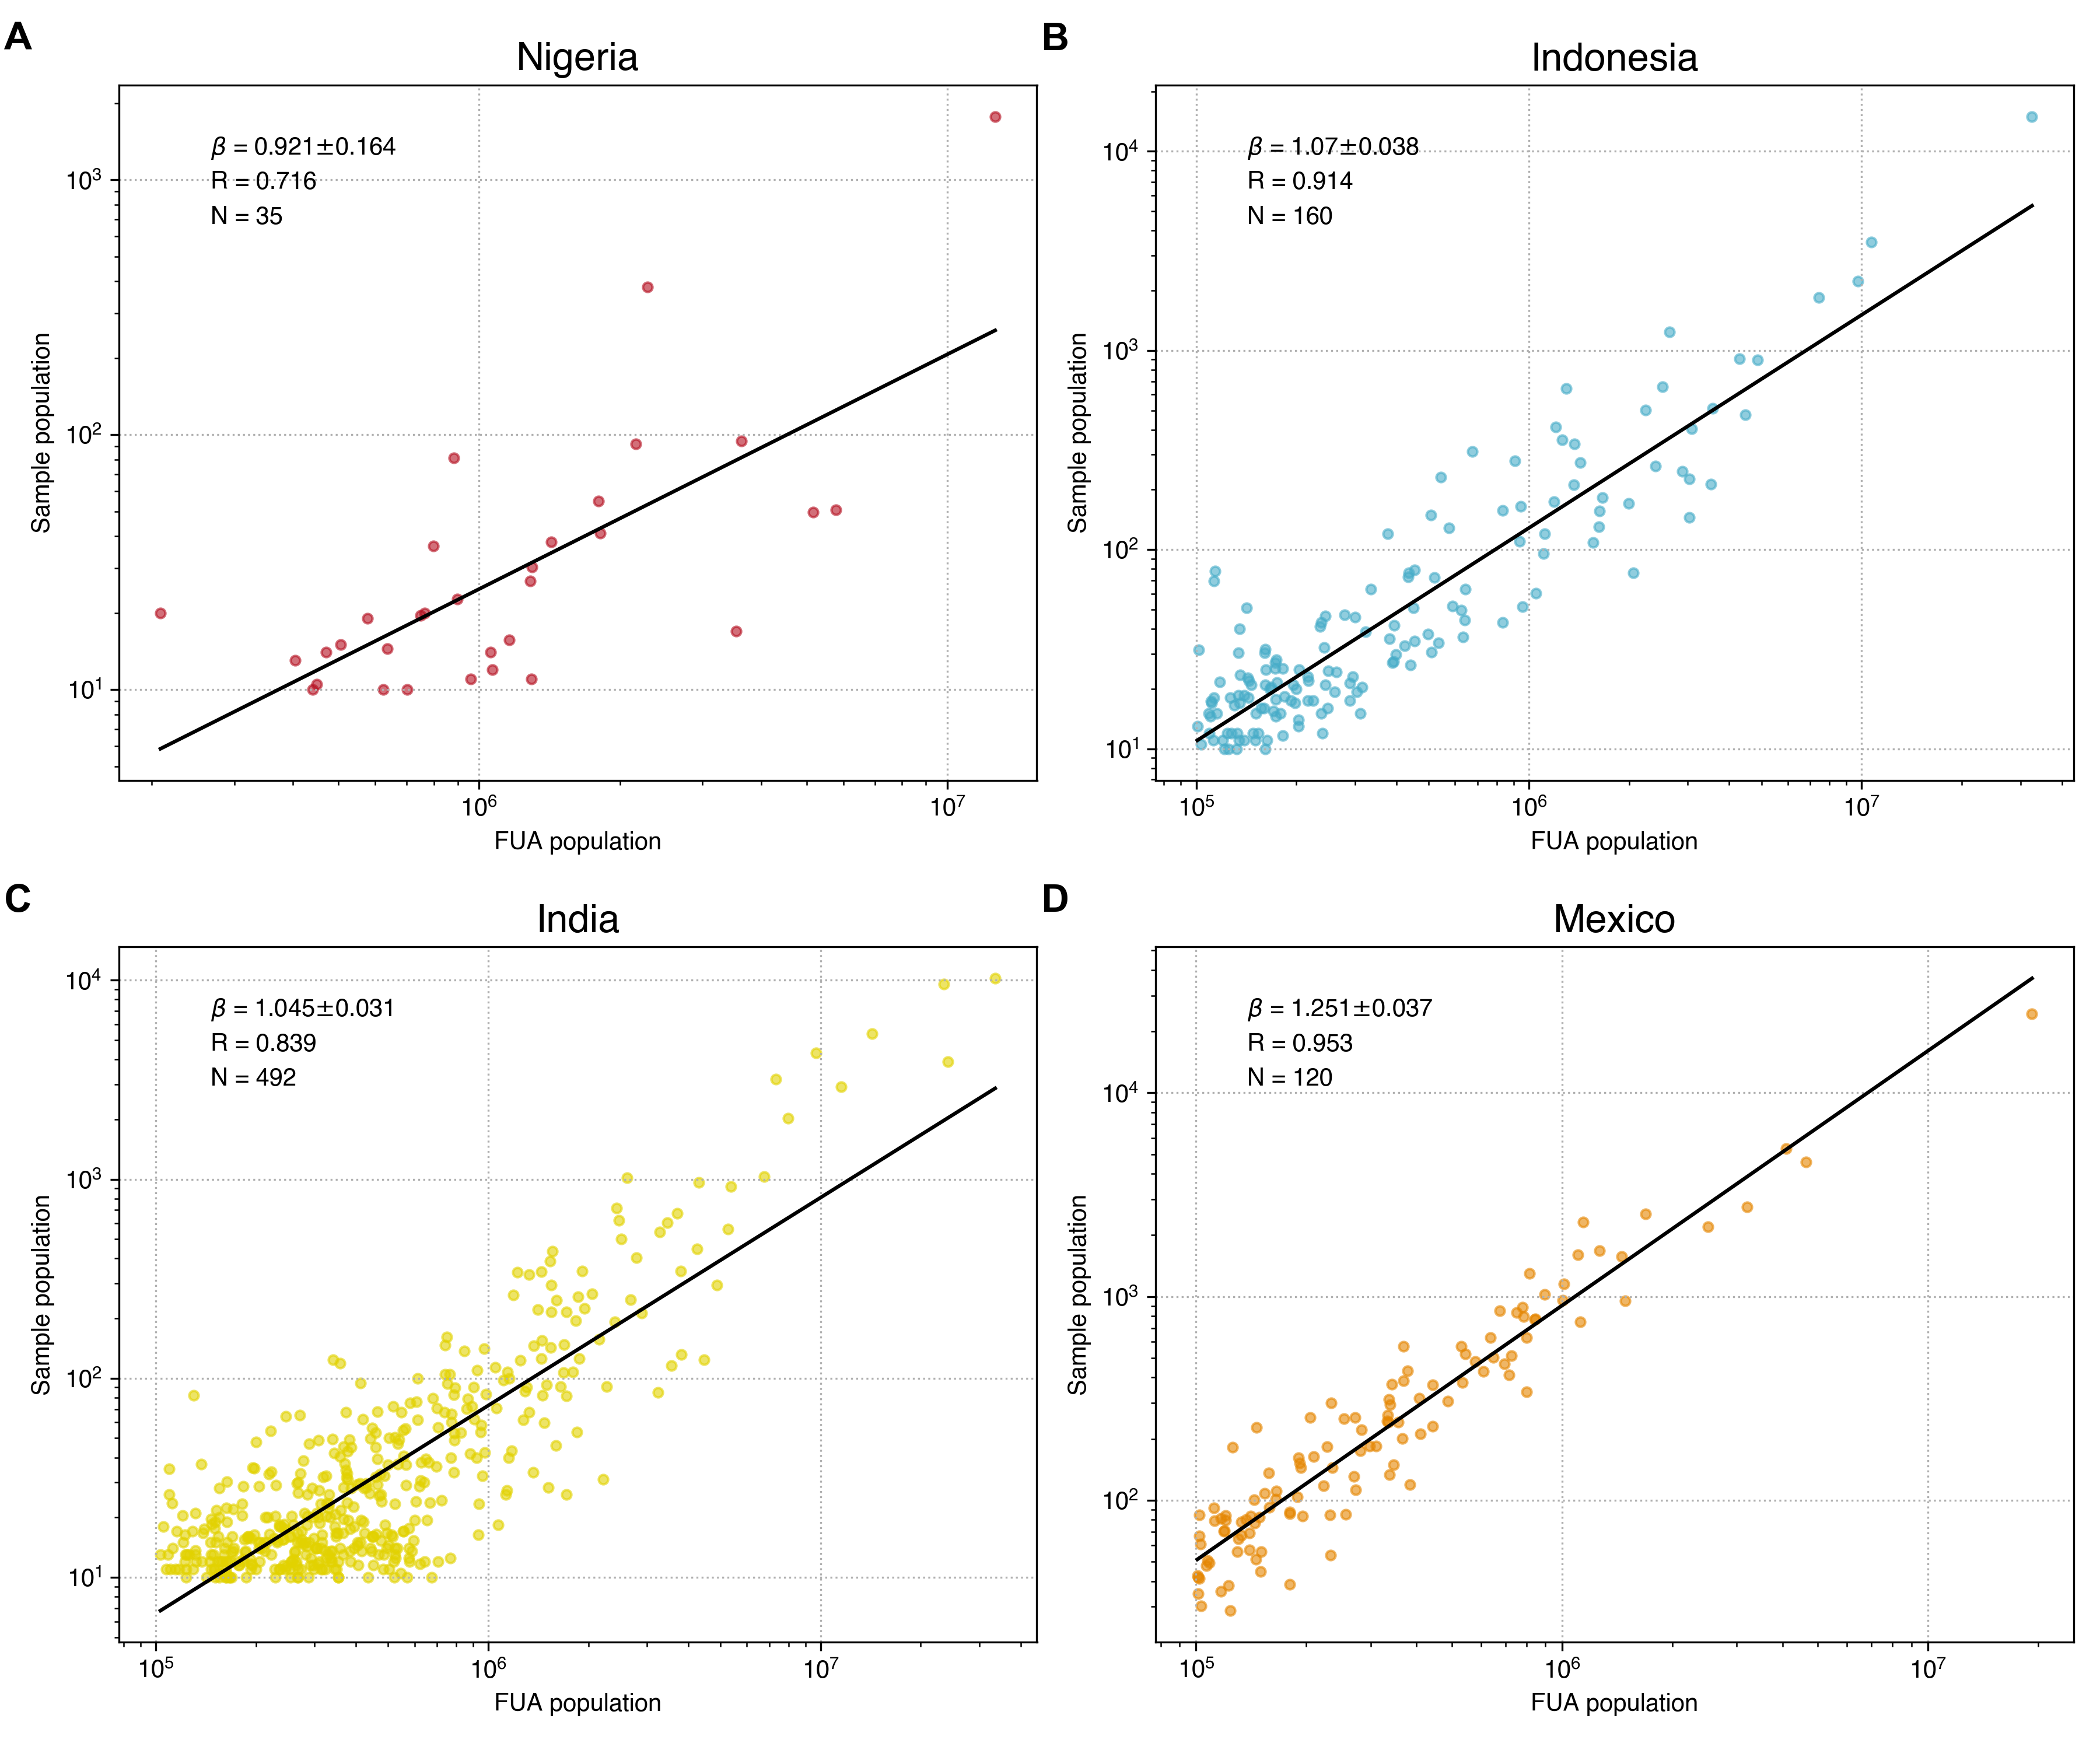 A
Nigeria
β = 0.921±0.164
R = 0.716
N = 35
10³
10²
10¹
Sample population
10⁶
10⁷
FUA population
B
Indonesia
β = 1.07±0.038
R = 0.914
N = 160
10⁴
10³
10²
10¹
Sample population
10⁵
10⁶
10⁷
FUA population
C
India
β = 1.045±0.031
R = 0.839
N = 492
10⁴
10³
10²
10¹
Sample population
10⁵
10⁶
10⁷
FUA population
D
Mexico
β = 1.251±0.037
R = 0.953
N = 120
10⁴
10³
10²
Sample population
10⁵
10⁶
10⁷
FUA population